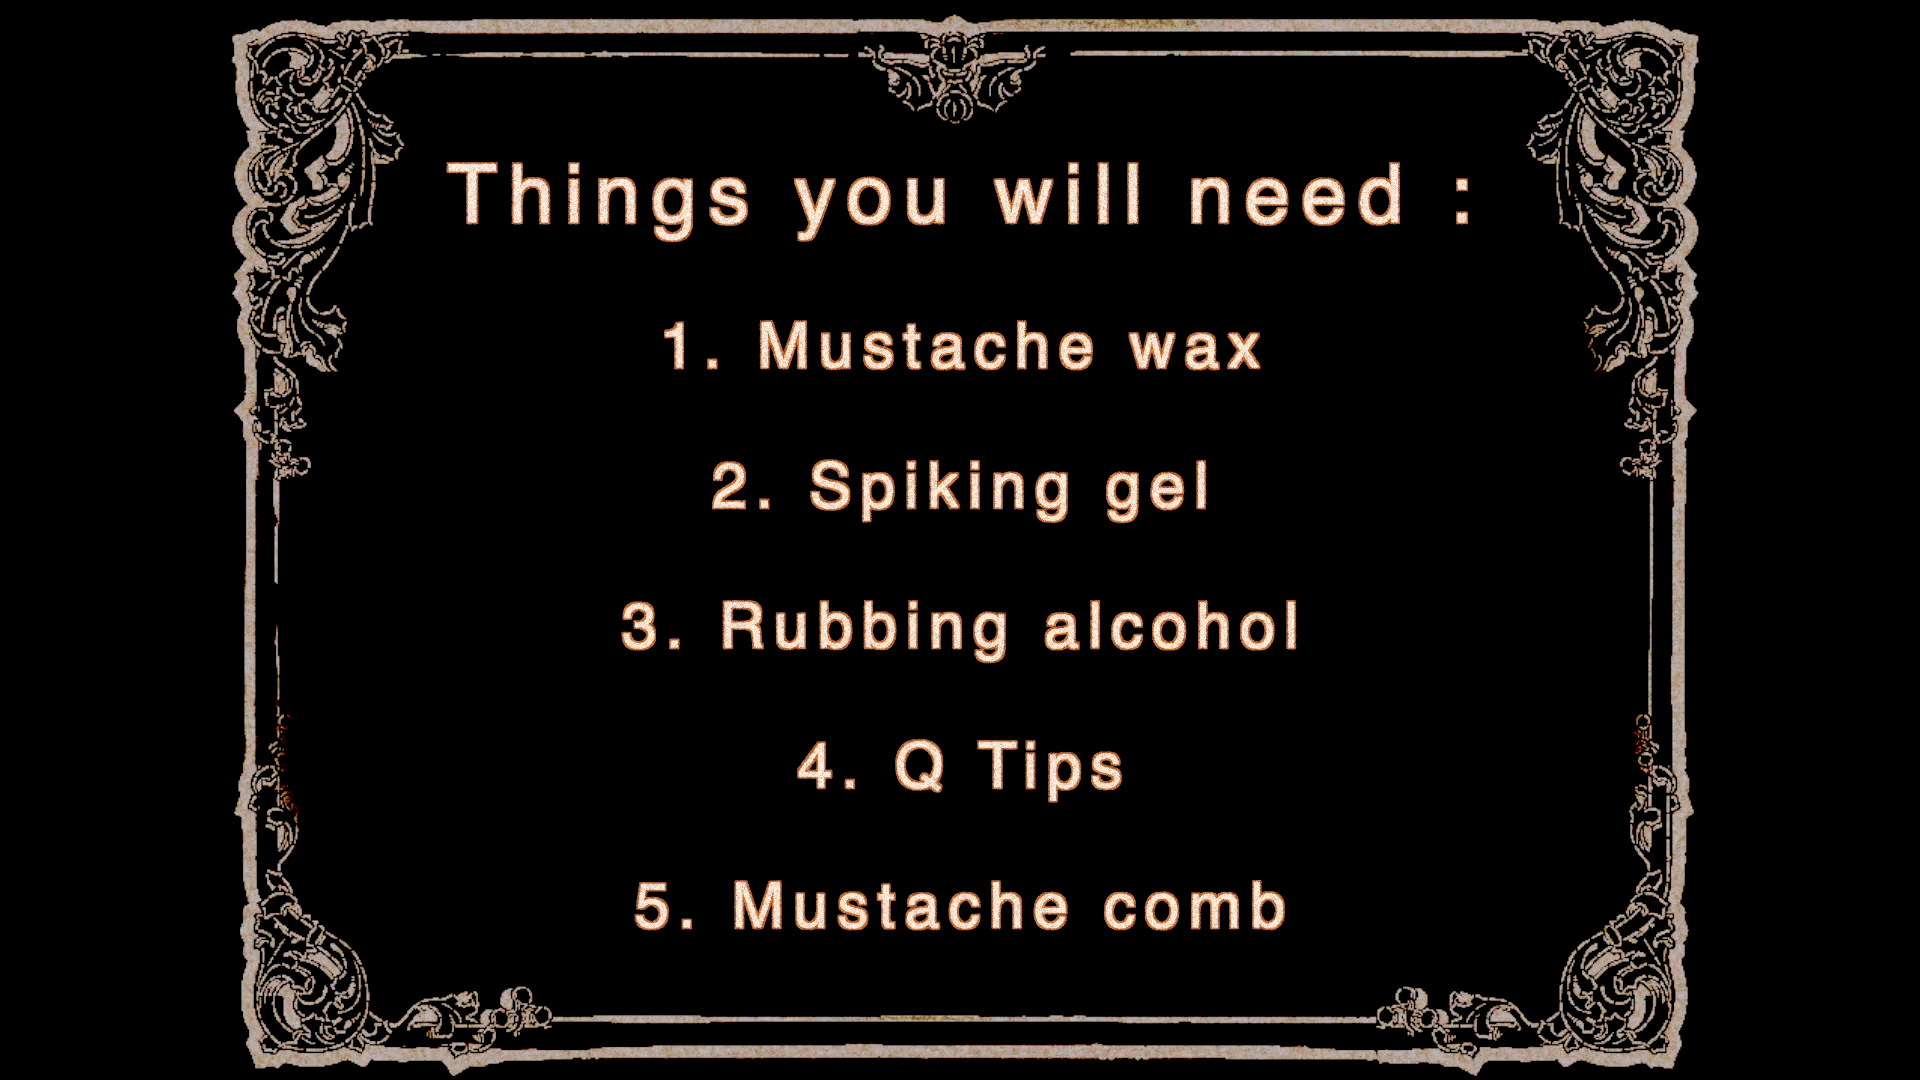 Things you will need :
1. Mustache wax
2. Spiking gel
3. Rubbing alcohol
4. Q Tips
5. Mustache comb